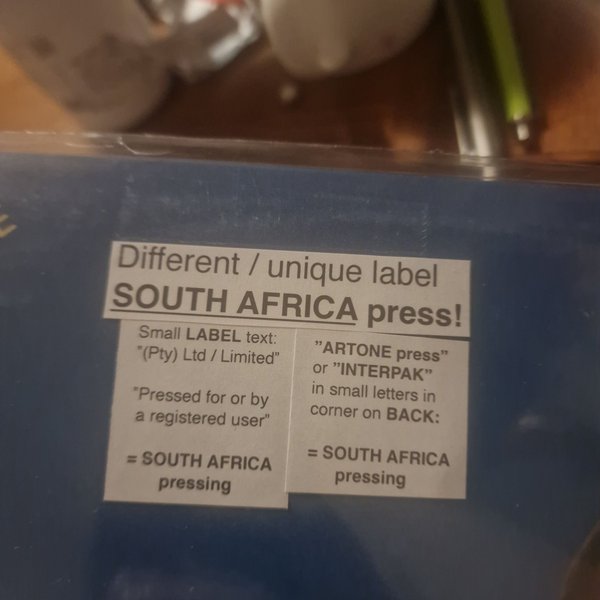 Different / unique label
SOUTH AFRICA press!
Small LABEL text:
"(Pty) Ltd / Limited"
"Pressed for or by
a registered user"
= SOUTH AFRICA
pressing
"ARTONE press"
or "INTERPAK"
in small letters in
corner on BACK:
= SOUTH AFRICA
pressing